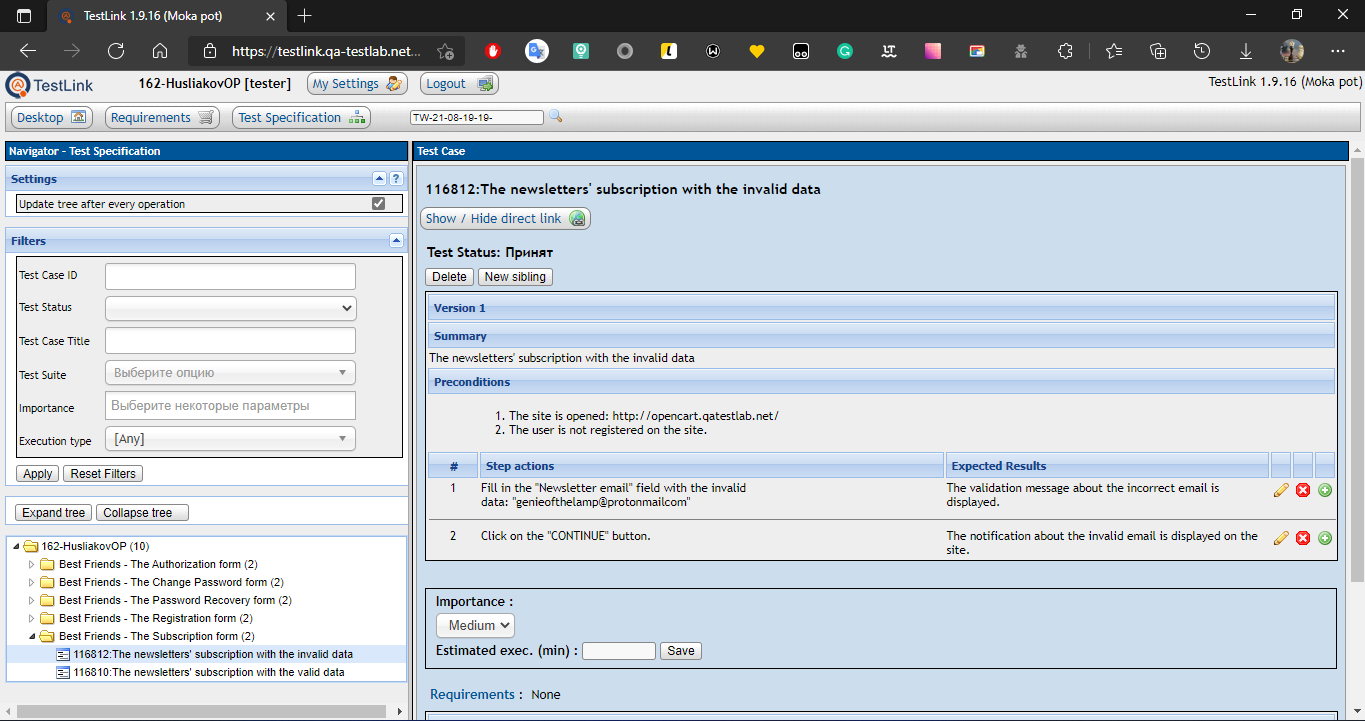 TestLink 1.9.16 (Moka pot)
https://testlink.qa-testlab.net...
TestLink
162-HusliakovOP [tester]
My Settings
Logout
TestLink 1.9.16 (Moka pot)
Desktop
Requirements
Test Specification
TW-21-08-19-19-
Navigator - Test Specification
Settings
?
Update tree after every operation
Filters
Test Case ID
Test Status
Test Case Title
Test Suite
Выберите опцию
Importance
Выберите некоторые параметры
Execution type
[Any]
Apply
Reset Filters
Expand tree
Collapse tree
162-HusliakovOP (10)
Best Friends - The Authorization form (2)
Best Friends - The Change Password form (2)
Best Friends - The Password Recovery form (2)
Best Friends - The Registration form (2)
Best Friends - The Subscription form (2)
116812:The newsletters' subscription with the invalid data
116810:The newsletters' subscription with the valid data
Test Case
116812:The newsletters' subscription with the invalid data
Show / Hide direct link
Test Status: Принят
Delete
New sibling
Version 1
Summary
The newsletters' subscription with the invalid data
Preconditions
1. The site is opened: http://opencart.qatestlab.net/
2. The user is not registered on the site.
# Step actions Expected Results
1 Fill in the "Newsletter email" field with the invalid
data: "genieofthelamp@protonmailcom"
The validation message about the incorrect email is
displayed.
2 Click on the "CONTINUE" button.
The notification about the invalid email is displayed on the
site.
Importance :
Medium
Estimated exec. (min) :
Save
Requirements : None